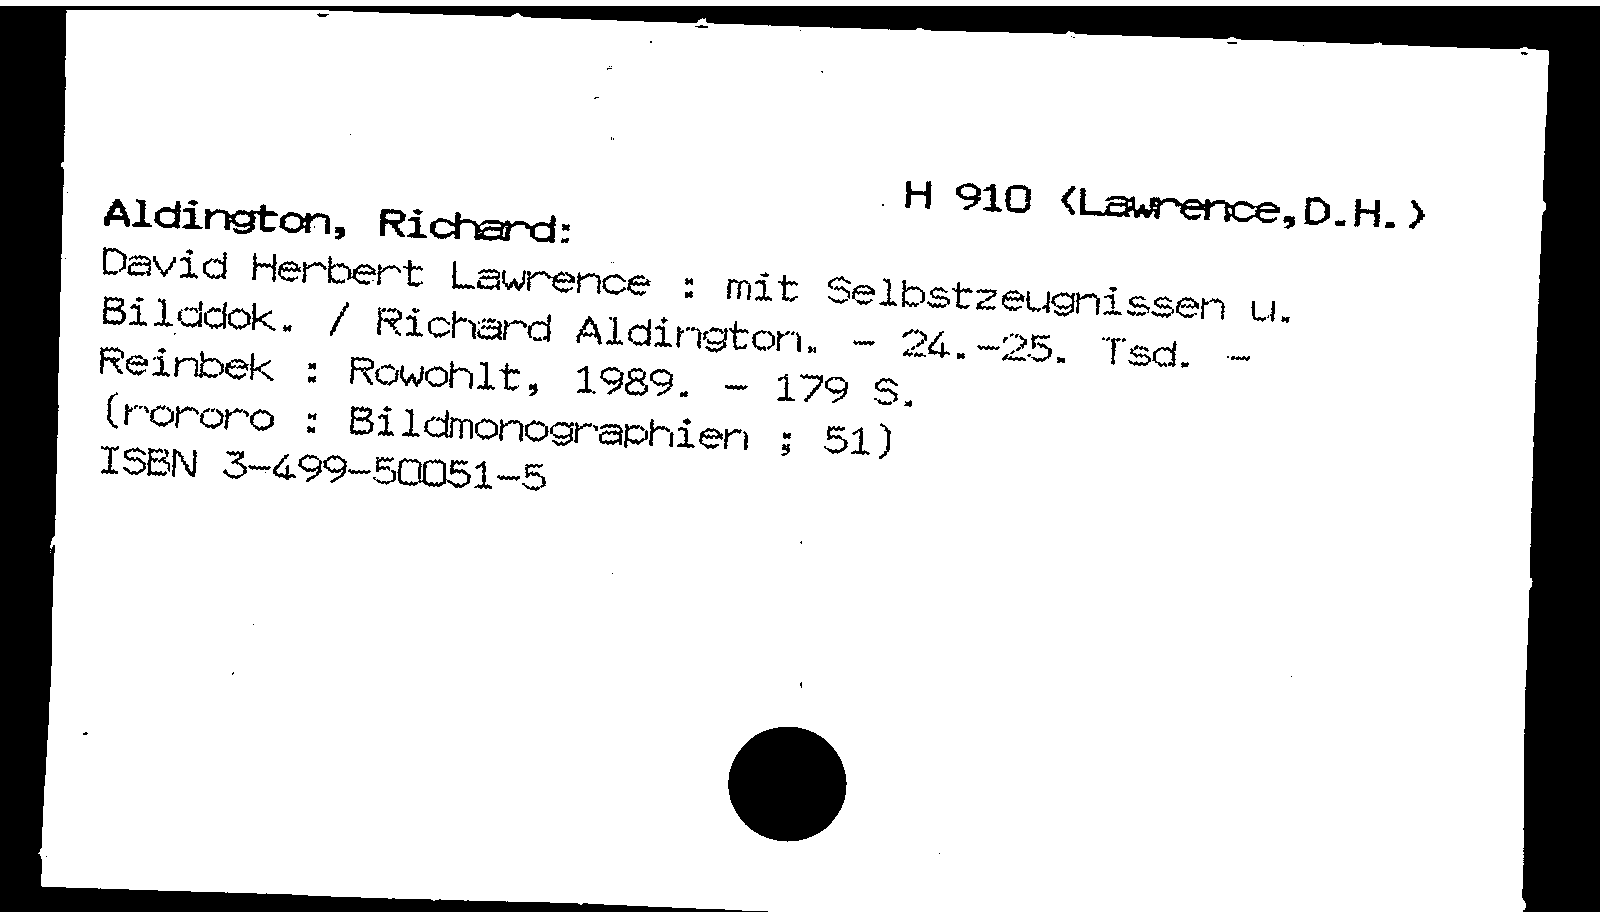 H 910 (Lawrence,D.H.)
Aldington, Richard:
David Herbert Lawrence : mit Selbstzeugnissen u.
Bilddok. / Richard Aldington. - 24.-25. Tsd. -
Reinbek : Rowohlt, 1989. - 179 S.
(rororo : Bildmonographien ; 51)
ISBN 3-499-50051-5